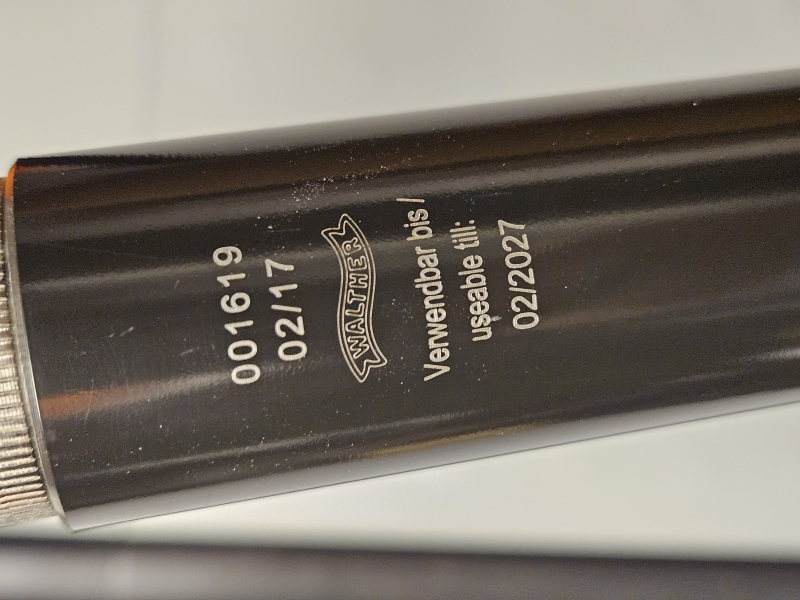 001619
02/17
WALTHER
Verwendbar bis /
useable till:
02/2027